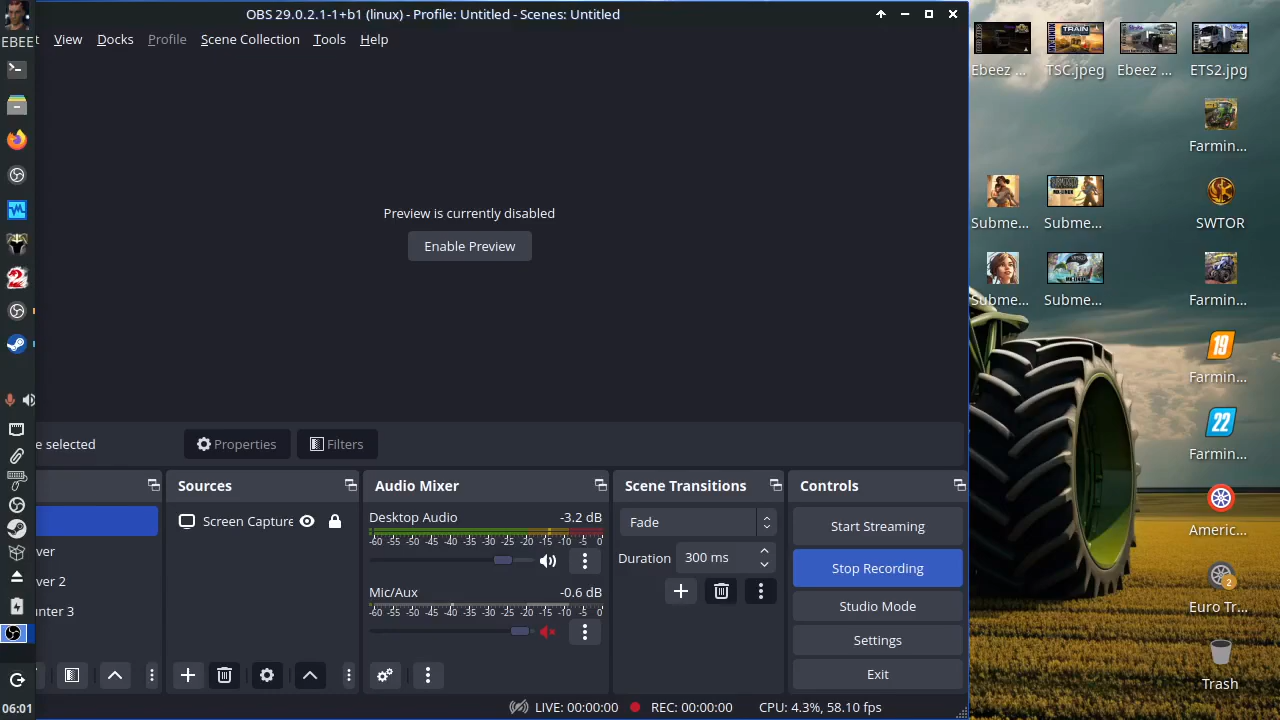 OBS 29.0.2.1-1+b1 (linux) - Profile: Untitled - Scenes: Untitled
EBEE
View Docks Profile Scene Collection Tools Help
Preview is currently disabled
Enable Preview
e selected
Properties
Filters
Sources
Audio Mixer
Scene Transitions
Controls
Screen Capture
ver
ver 2
unter 3
Desktop Audio -3.2 dB
-60 -55 -50 -45 -40 -35 -30 -25 -20 -15 -10 -5 0
Mic/Aux -0.6 dB
-60 -55 -50 -45 -40 -35 -30 -25 -20 -15 -10 -5 0
Fade
Duration 300 ms
Start Streaming
Stop Recording
Studio Mode
Settings
Exit
LIVE: 00:00:00 REC: 00:00:00 CPU: 4.3%, 58.10 fps
06:01
Ebeez ...
TRAIN
TSC.jpeg
Ebeez ...
ETS2.jpg
Farmin...
Subme...
Subme...
SWTOR
Subme...
Subme...
Farmin...
19
Farmin...
22
Farmin...
Americ...
2
Euro Tr...
Trash